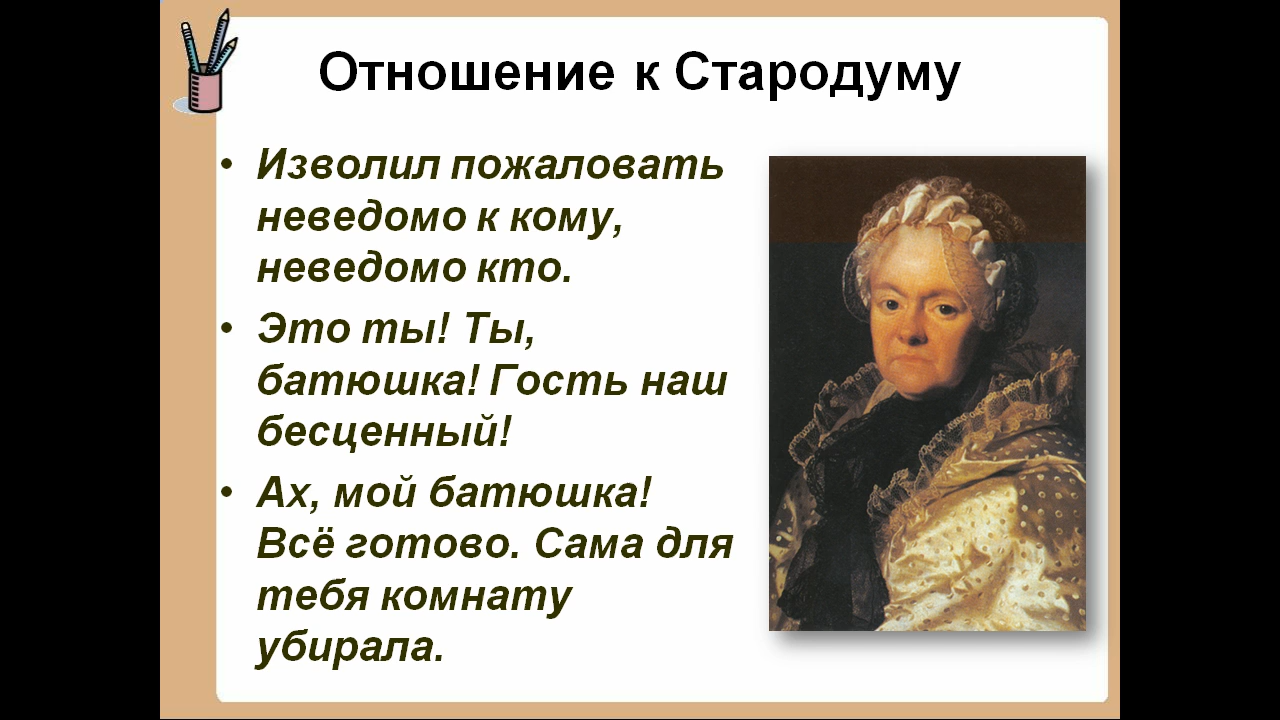 Отношение к Стародуму
• Изволил пожаловать
неведомо к кому,
неведомо кто.
• Это ты! Ты,
батюшка! Гость наш
бесценный!
• Ах, мой батюшка!
Всё готово. Сама для
тебя комнату
убирала.